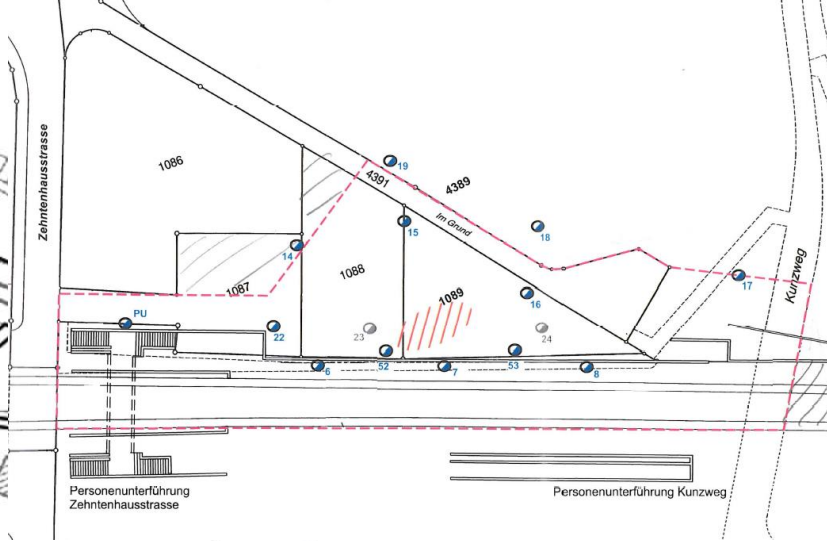 Zehntenhausstrasse
1086
4391
19
4389
15
Im Grund
18
14
1087
1088
1089
16
17
Kunzweg
PU
22
23
24
6
52
7
53
8
Personenunterführung
Zehntenhausstrasse
Personenunterführung Kunzweg